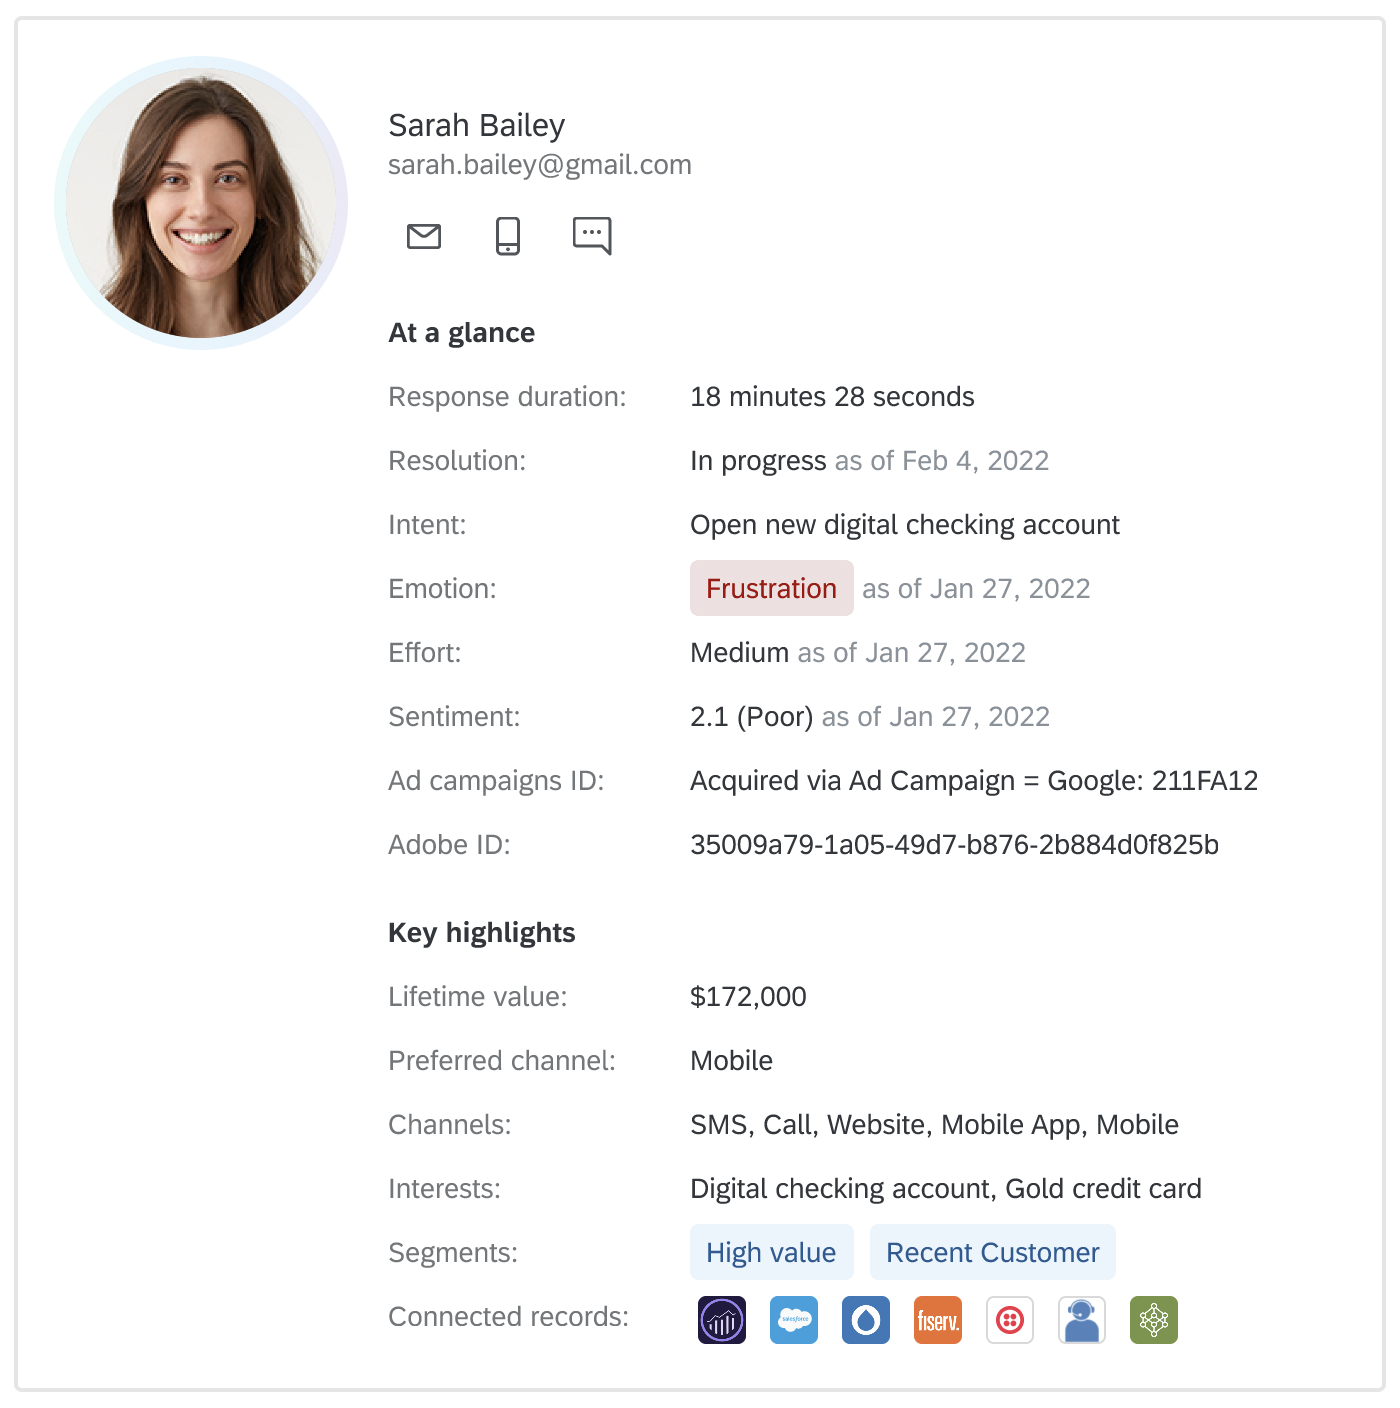 Sarah Bailey
sarah.bailey@gmail.com
At a glance
Response duration: 18 minutes 28 seconds
Resolution: In progress as of Feb 4, 2022
Intent: Open new digital checking account
Emotion: Frustration as of Jan 27, 2022
Effort: Medium as of Jan 27, 2022
Sentiment: 2.1 (Poor) as of Jan 27, 2022
Ad campaigns ID: Acquired via Ad Campaign = Google: 211FA12
Adobe ID: 35009a79-1a05-49d7-b876-2b884d0f825b
Key highlights
Lifetime value: $172,000
Preferred channel: Mobile
Channels: SMS, Call, Website, Mobile App, Mobile
Interests: Digital checking account, Gold credit card
Segments: High value Recent Customer
Connected records: salesforce fiserv.